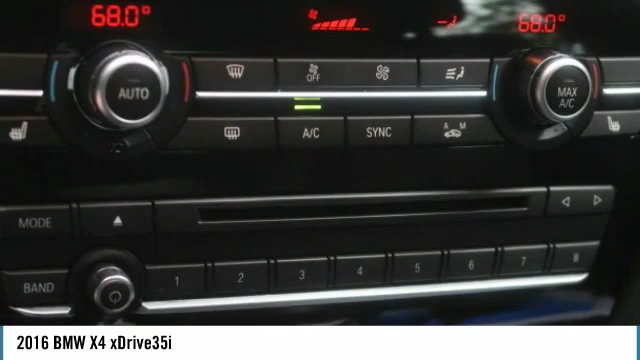 68.0° 68.0°
OFF
AUTO MAX
A/C
A/C SYNC A M
MODE
BAND 1 2 3 4 5 6 7 8
2016 BMW X4 xDrive35i